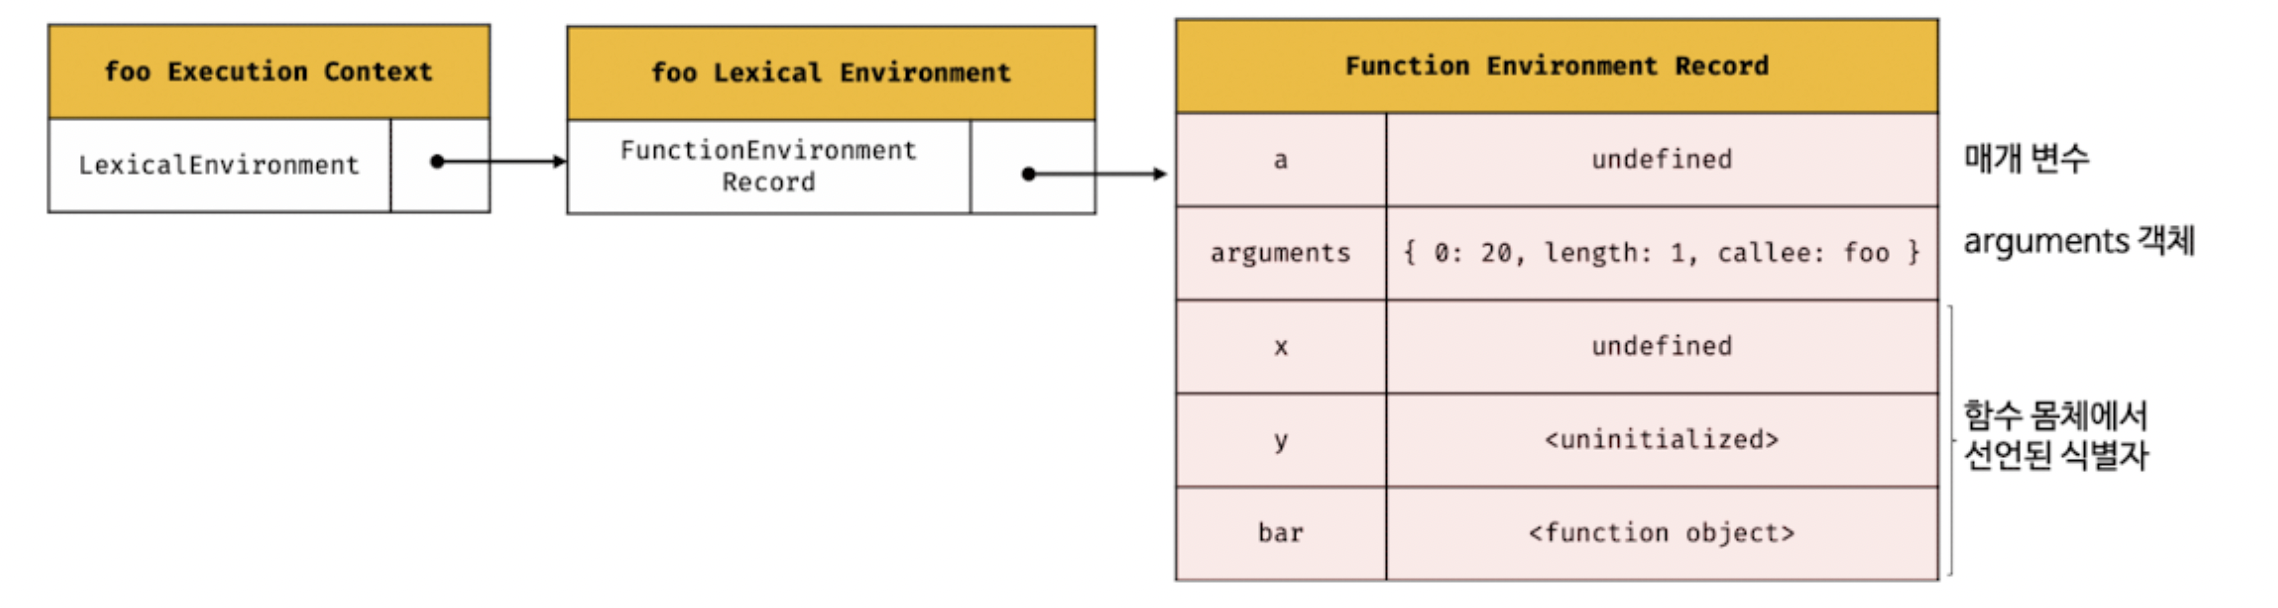 foo Execution Context
LexicalEnvironment
foo Lexical Environment
FunctionEnvironment
Record
Function Environment Record
a undefined 매개 변수
arguments { 0: 20, length: 1, callee: foo } arguments 객체
x undefined
y <uninitialized>
함수 몸체에서
선언된 식별자
bar <function object>